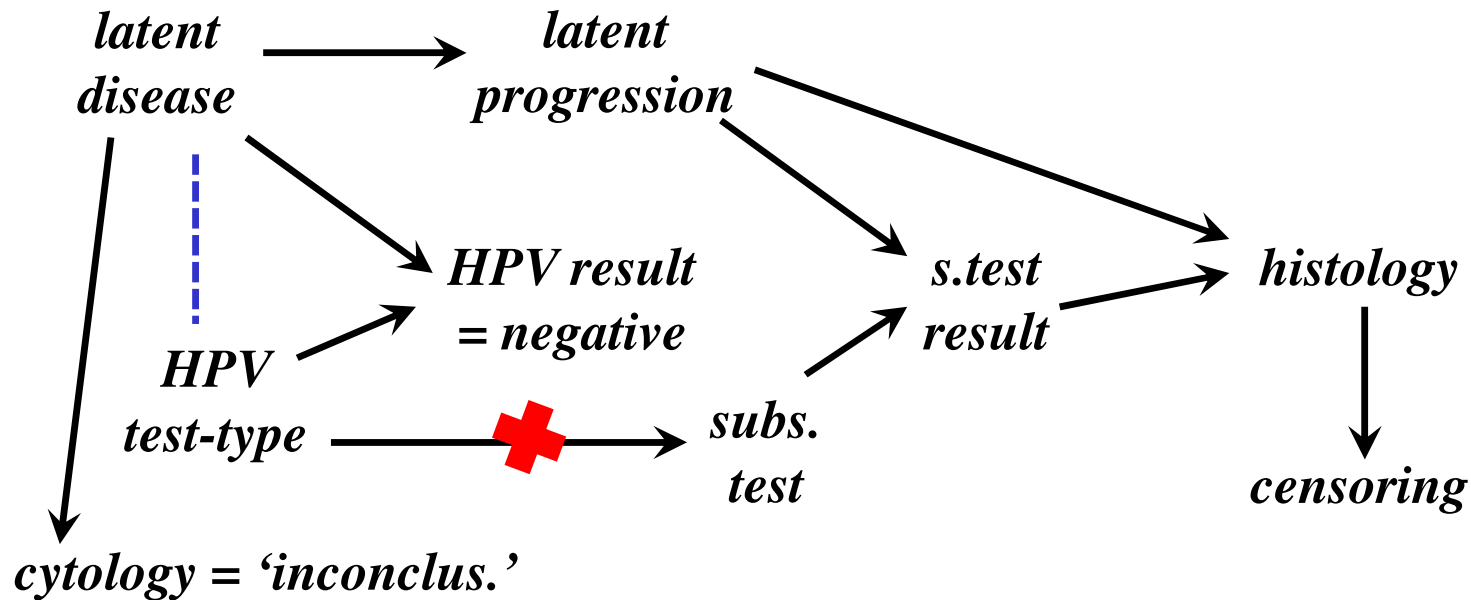 latent
disease
latent
progression
HPV result
= negative
s.test
result
histology
HPV
test-type
subs.
test
censoring
cytology = ‘inconclus.’